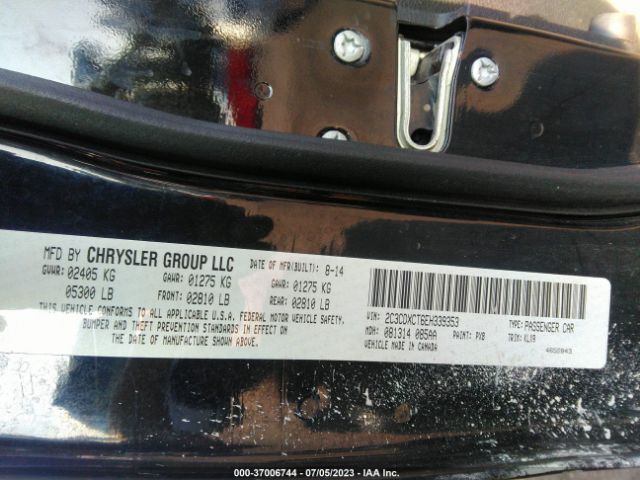 MFD BY CHRYSLER GROUP LLC DATE OF MFR(BUILT): 8-14
GVWR: 02405 KG GAWR: 01275 KG GAWR: 01275 KG
05300 LB FRONT: 02810 LB REAR: 02810 LB
THIS VEHICLE CONFORMS TO ALL APPLICABLE U.S.A. FEDERAL MOTOR VEHICLE SAFETY,
BUMPER AND THEFT PREVENTION STANDARDS IN EFFECT ON
THE DATE OF MANUFACTURE SHOWN ABOVE.
VIN: 2C3CDXCT6EH339353 TYPE: PASSENGER CAR
MDH: 081314 085AA PAINT: PX8 TRIM: KLX9
VEHICLE MADE IN CANADA 
000-37006744 - 07/05/2023 - IAA Inc.